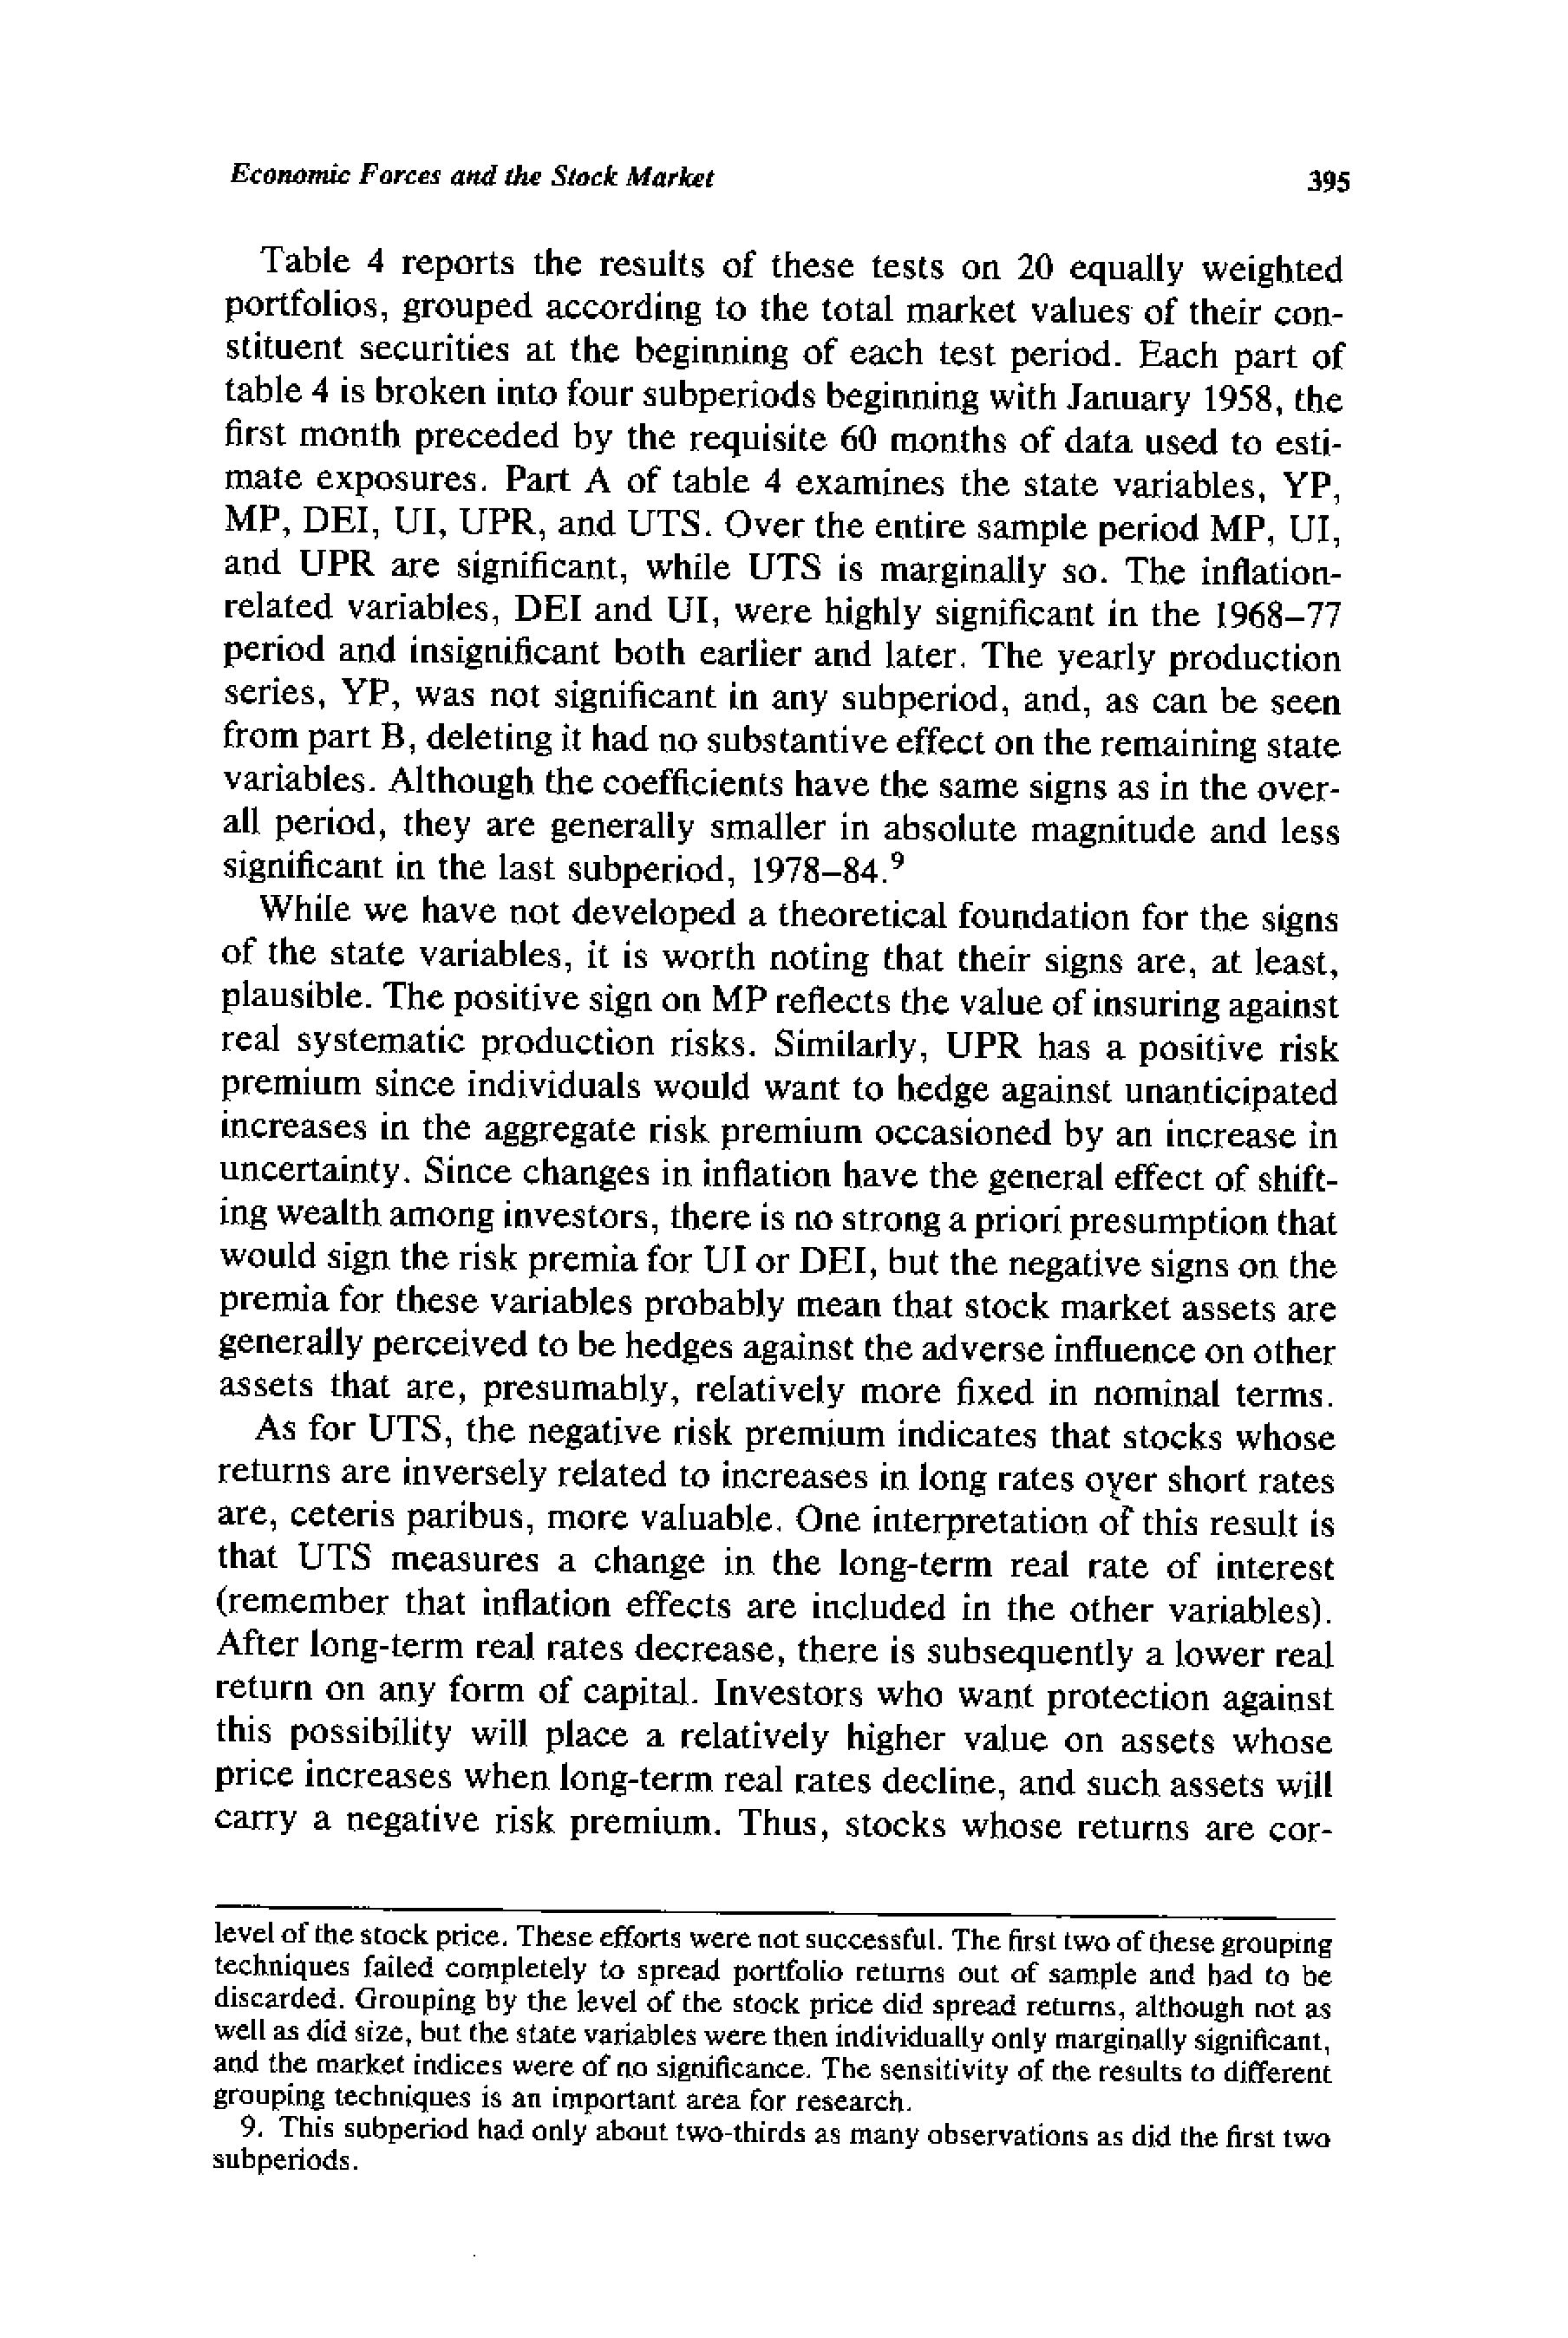 Economic Forces and the Stock Market 395
Table 4 reports the results of these tests on 20 equally weighted
portfolios, grouped according to the total market values of their con-
stituent securities at the beginning of each test period. Each part of
table 4 is broken into four subperiods beginning with January 1958, the
first month preceded by the requisite 60 months of data used to esti-
mate exposures. Part A of table 4 examines the state variables, YP,
MP, DEI, UI, UPR, and UTS. Over the entire sample period MP, UI,
and UPR are significant, while UTS is marginally so. The inflation-
related variables, DEI and UI, were highly significant in the 1968–77
period and insignificant both earlier and later. The yearly production
series, YP, was not significant in any subperiod, and, as can be seen
from part B, deleting it had no substantive effect on the remaining state
variables. Although the coefficients have the same signs as in the over-
all period, they are generally smaller in absolute magnitude and less
significant in the last subperiod, 1978–84.⁹
While we have not developed a theoretical foundation for the signs
of the state variables, it is worth noting that their signs are, at least,
plausible. The positive sign on MP reflects the value of insuring against
real systematic production risks. Similarly, UPR has a positive risk
premium since individuals would want to hedge against unanticipated
increases in the aggregate risk premium occasioned by an increase in
uncertainty. Since changes in inflation have the general effect of shift-
ing wealth among investors, there is no strong a priori presumption that
would sign the risk premia for UI or DEI, but the negative signs on the
premia for these variables probably mean that stock market assets are
generally perceived to be hedges against the adverse influence on other
assets that are, presumably, relatively more fixed in nominal terms.
As for UTS, the negative risk premium indicates that stocks whose
returns are inversely related to increases in long rates over short rates
are, ceteris paribus, more valuable. One interpretation of this result is
that UTS measures a change in the long-term real rate of interest
(remember that inflation effects are included in the other variables).
After long-term real rates decrease, there is subsequently a lower real
return on any form of capital. Investors who want protection against
this possibility will place a relatively higher value on assets whose
price increases when long-term real rates decline, and such assets will
carry a negative risk premium. Thus, stocks whose returns are cor-
level of the stock price. These efforts were not successful. The first two of these grouping
techniques failed completely to spread portfolio returns out of sample and had to be
discarded. Grouping by the level of the stock price did spread returns, although not as
well as did size, but the state variables were then individually only marginally significant,
and the market indices were of no significance. The sensitivity of the results to different
grouping techniques is an important area for research.
9. This subperiod had only about two-thirds as many observations as did the first two
subperiods.